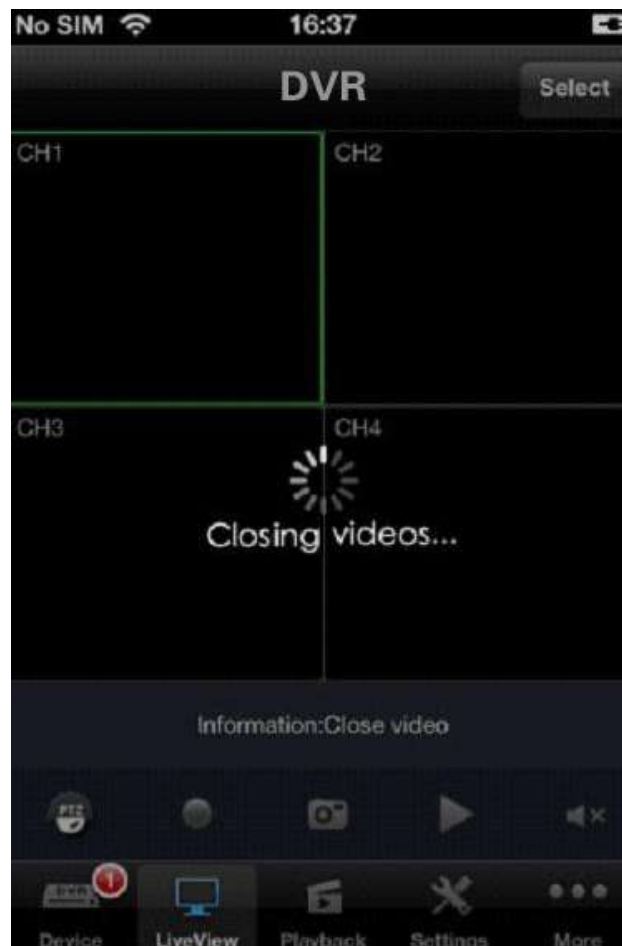 No SIM 16:37
DVR Select
CH1 CH2
CH3 CH4
Closing videos...
Information:Close video
PTZ
DVR 1
Device LiveView Playback Settings More